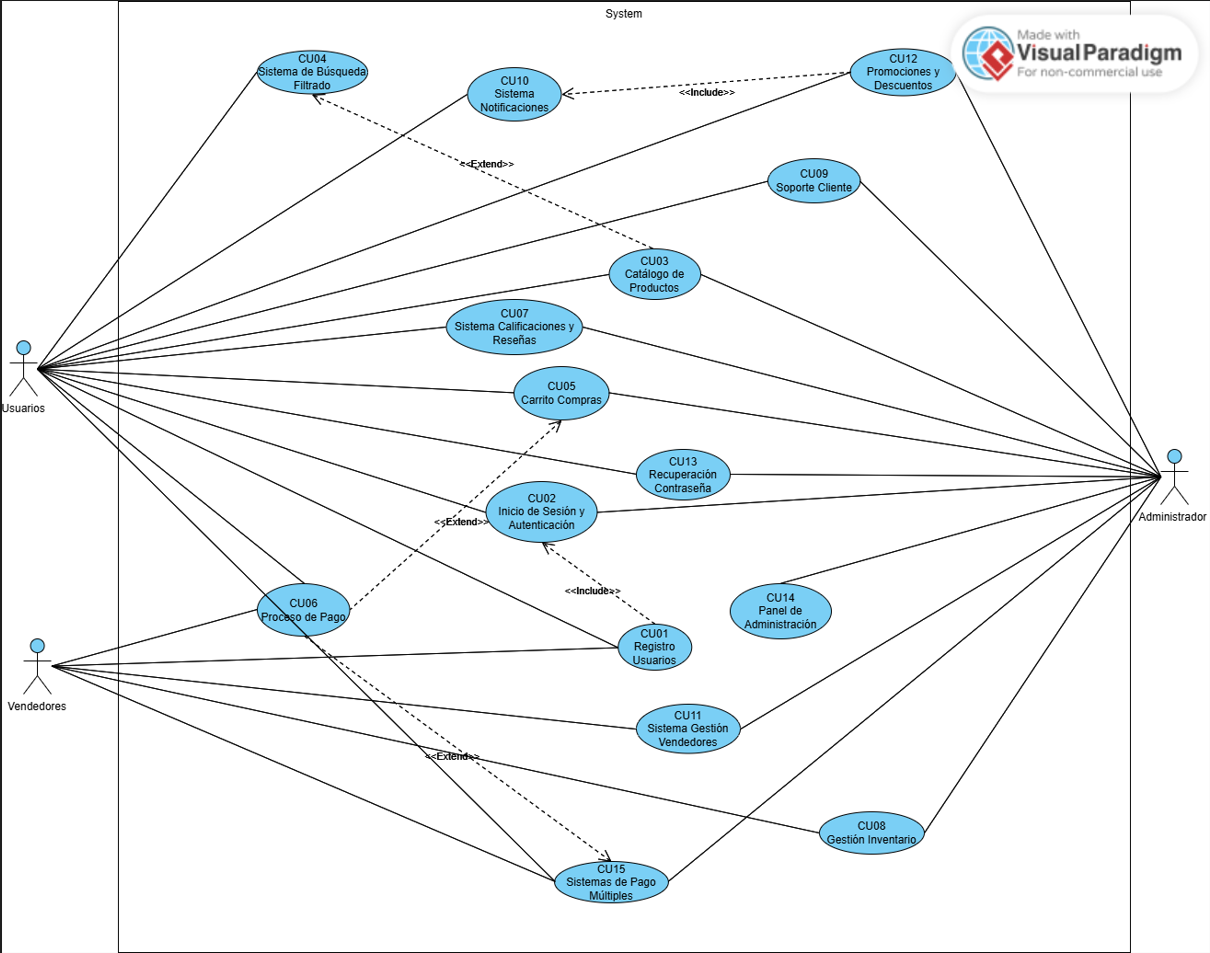 System
Made with
Visual Paradigm
For non-commercial use
CU04
Sistema de Búsqueda
Filtrado
CU10
Sistema
Notificaciones
<<Include>>
CU12
Promociones y
Descuentos
<<Extend>>
CU09
Soporte Cliente
CU03
Catálogo de
Productos
CU07
Sistema Calificaciones y
Reseñas
CU05
Carrito Compras
Usuarios
CU13
Recuperación
Contraseña
CU02
Inicio de Sesión y
Autenticación
<<Extend>>
Administrador
<<Include>>
CU06
Proceso de Pago
CU14
Panel de
Administración
CU01
Registro
Usuarios
Vendedores
CU11
Sistema Gestión
Vendedores
<<Extend>>
CU08
Gestión Inventario
CU15
Sistemas de Pago
Múltiples